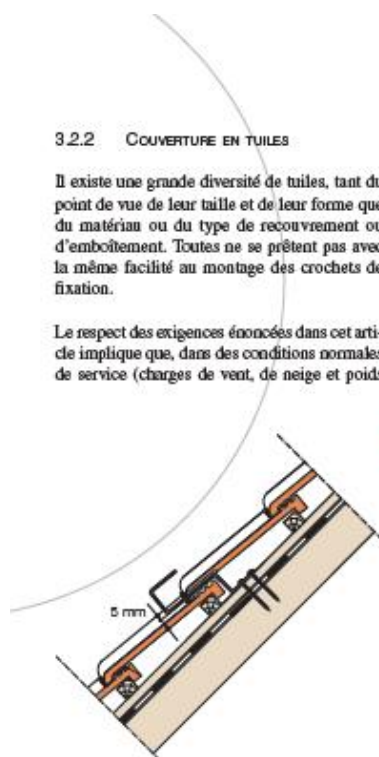 3.2.2 COUVERTURE EN TUILES
Il existe une grande diversité de tuiles, tant du
point de vue de leur taille et de leur forme que
du matériau ou du type de recouvrement ou
d'emboîtement. Toutes ne se prêtent pas avec
la même facilité au montage des crochets de
fixation.
Le respect des exigences énoncées dans cet arti-
cle implique que, dans des conditions normales
de service (charges de vent, de neige et poids
5 mm